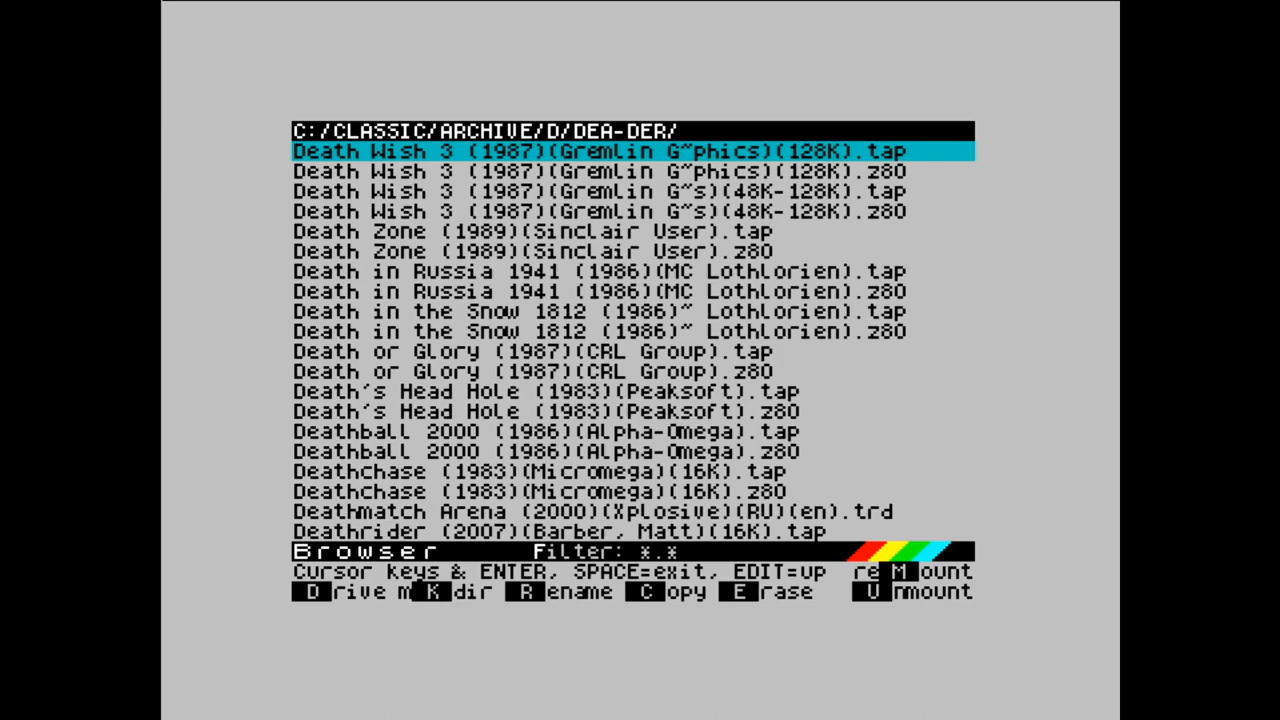 C:/CLASSIC/ARCHIVE/D/DEA-DER/
Death Wish 3 (1987)(Gremlin G~phics)(128K).tap
Death Wish 3 (1987)(Gremlin G~phics)(128K).z80
Death Wish 3 (1987)(Gremlin G~s)(48K-128K).tap
Death Wish 3 (1987)(Gremlin G~s)(48K-128K).z80
Death Zone (1989)(Sinclair User).tap
Death Zone (1989)(Sinclair User).z80
Death in Russia 1941 (1986)(MC Lothlorien).tap
Death in Russia 1941 (1986)(MC Lothlorien).z80
Death in the Snow 1812 (1986)~ Lothlorien).tap
Death in the Snow 1812 (1986)~ Lothlorien).z80
Death or Glory (1987)(CRL Group).tap
Death or Glory (1987)(CRL Group).z80
Death's Head Hole (1983)(Peaksoft).tap
Death's Head Hole (1983)(Peaksoft).z80
Deathball 2000 (1986)(Alpha-Omega).tap
Deathball 2000 (1986)(Alpha-Omega).z80
Deathchase (1983)(Micromega)(16K).tap
Deathchase (1983)(Micromega)(16K).z80
Deathmatch Arena (2000)(Xplosive)(RU)(en).trd
Deathrider (2007)(Barber, Matt)(16K).tap
Browser Filter: *.*
Cursor keys & ENTER, SPACE=exit, EDIT=up reMount
Drive mKdir Rename Copy Erase Unmount